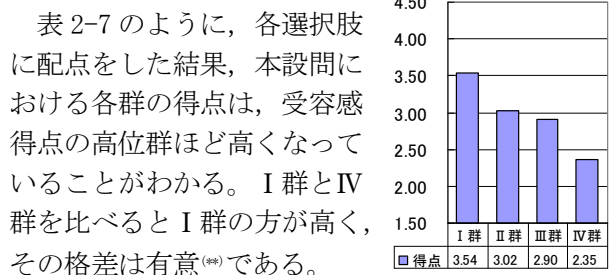 表 2-7 のように，各選択肢
に配点をした結果，本設問に
おける各群の得点は，受容感
得点の高位群ほど高くなって
いることがわかる。Ⅰ群とⅣ
群を比べるとⅠ群の方が高く，
その格差は有意(**)である。
4.50
4.00
3.50
3.00
2.50
2.00
1.50
Ⅰ群 Ⅱ群 Ⅲ群 Ⅳ群
得点 3.54 3.02 2.90 2.35